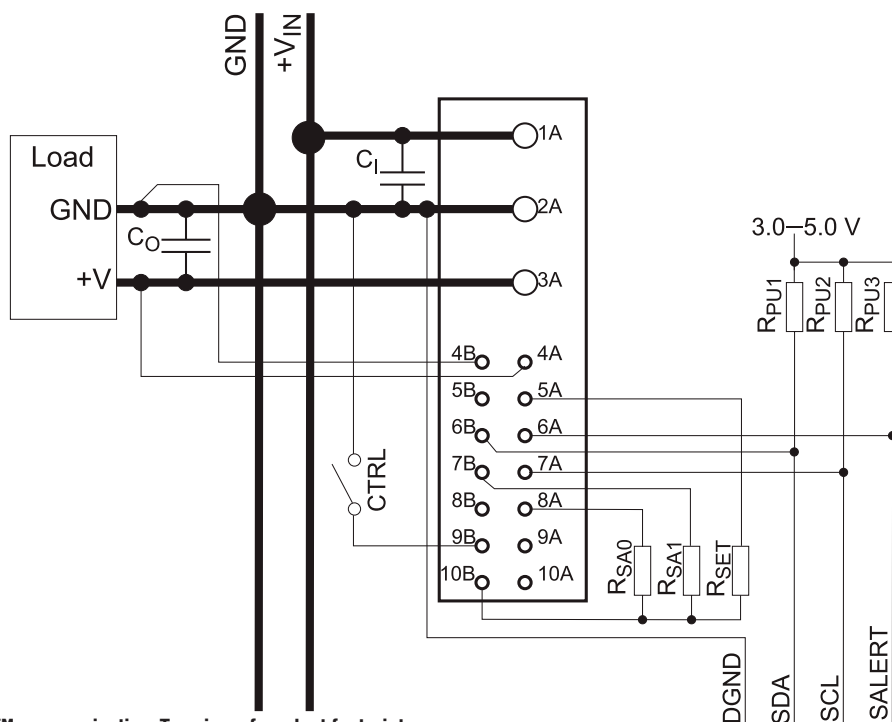 GND
+VIN
1A
Load
CI
GND
2A
3.0–5.0 V
CO
+V
3A
RPU1
RPU2
RPU3
4B
4A
5B
5A
6B
6A
7B
7A
CTRL
8B
8A
9B
9A
10B
10A
RSA0
RSA1
RSET
DGND
SDA
SCL
SALERT